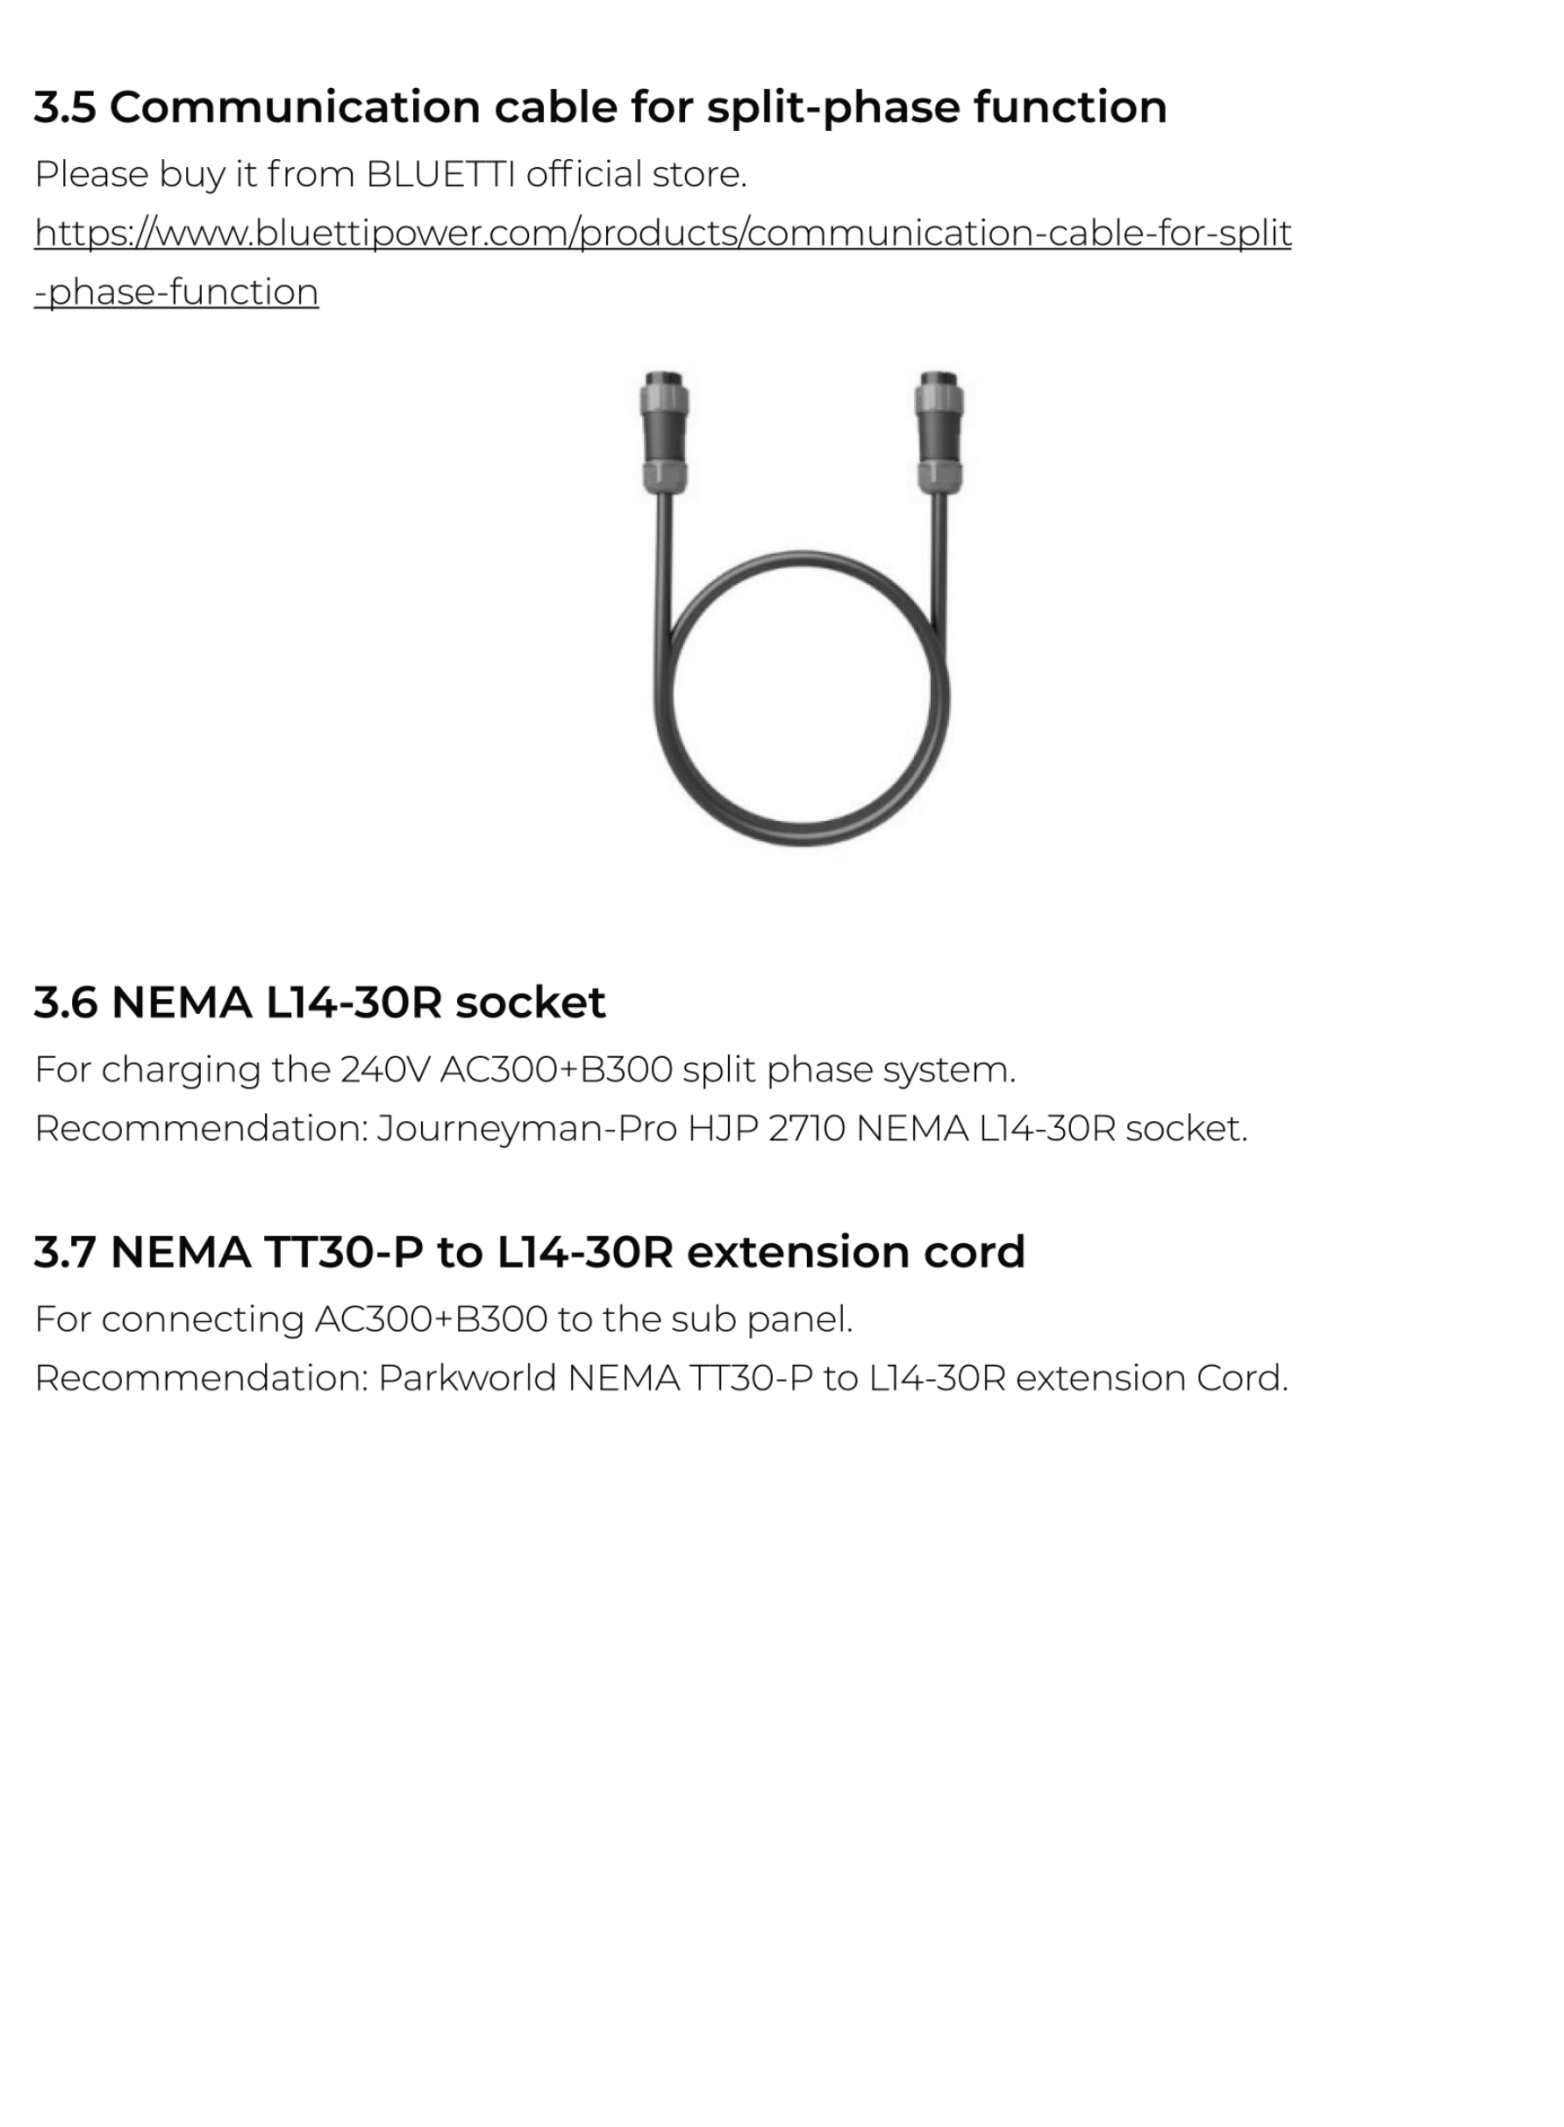 3.5 Communication cable for split-phase function
Please buy it from BLUETTI official store.
https://www.bluettipower.com/products/communication-cable-for-split
-phase-function
3.6 NEMA L14-30R socket
For charging the 240V AC300+B300 split phase system.
Recommendation: Journeyman-Pro HJP 2710 NEMA L14-30R socket.
3.7 NEMA TT30-P to L14-30R extension cord
For connecting AC300+B300 to the sub panel.
Recommendation: Parkworld NEMA TT30-P to L14-30R extension Cord.